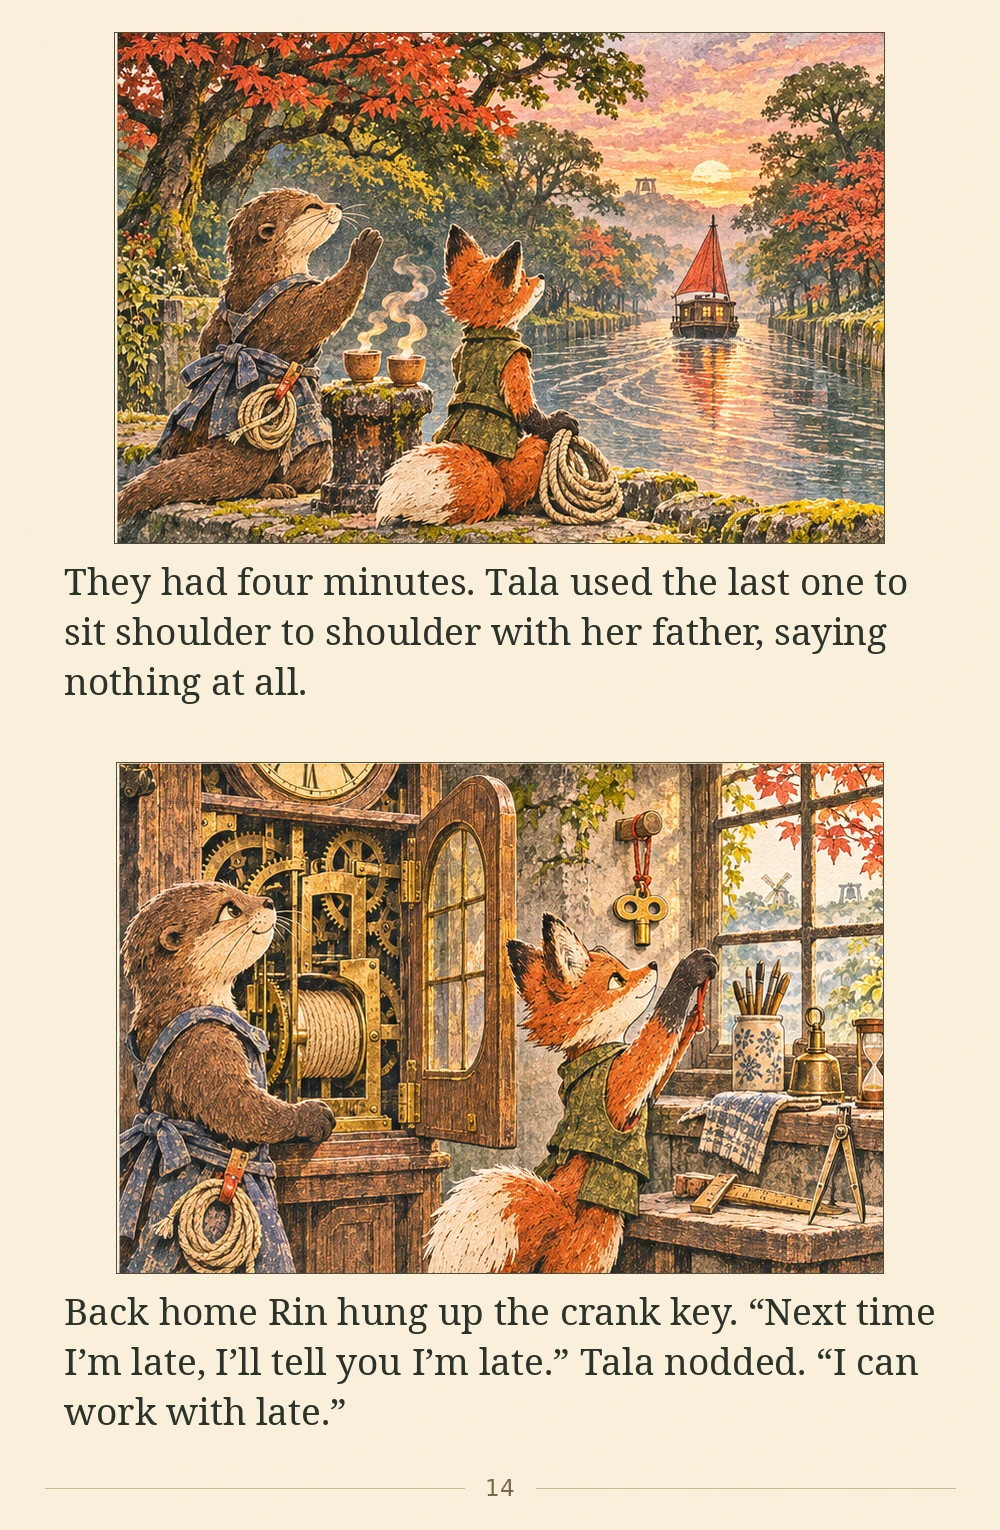 They had four minutes. Tala used the last one to
sit shoulder to shoulder with her father, saying
nothing at all.
Back home Rin hung up the crank key. “Next time
I’m late, I’ll tell you I’m late.” Tala nodded. “I can
work with late.”
14